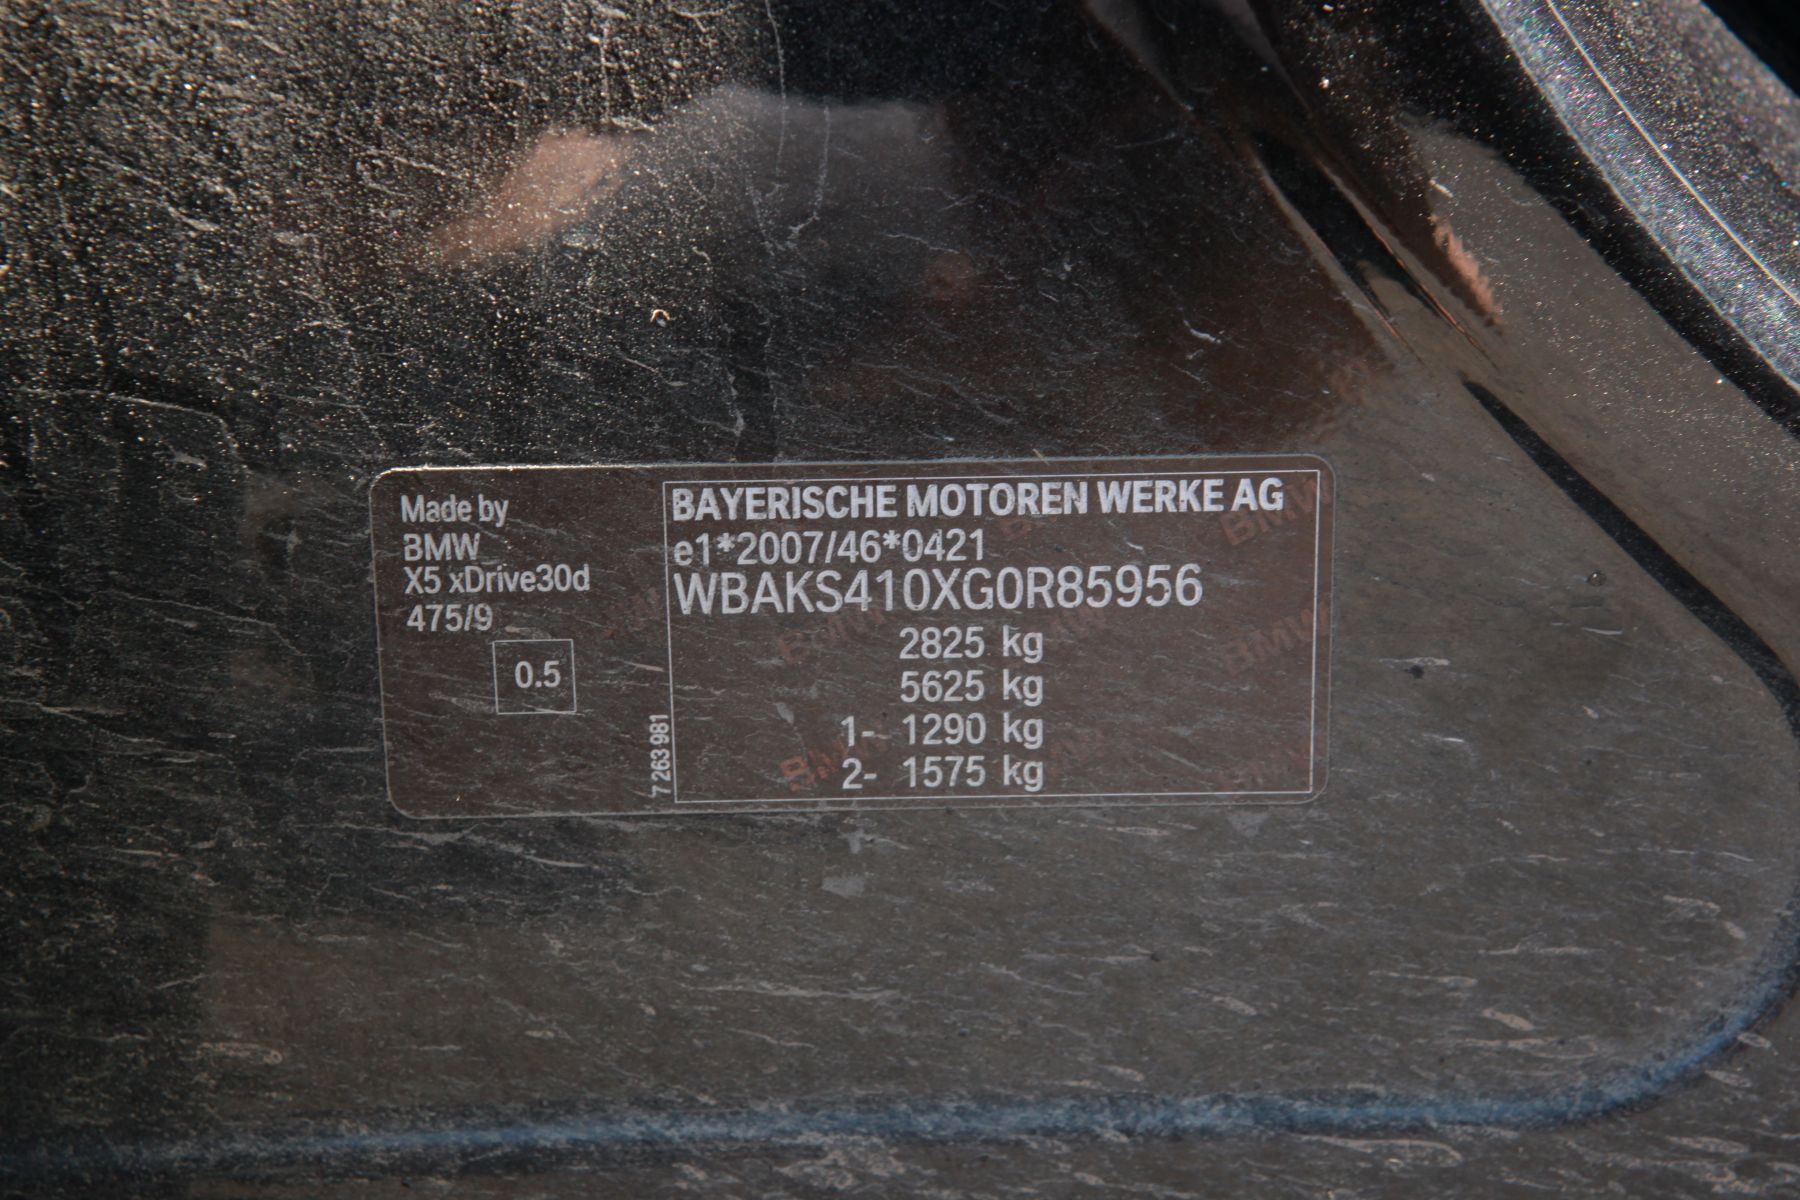 Made by
BMW
X5 xDrive30d
475/9
0.5
7 263 981
BAYERISCHE MOTOREN WERKE AG
e1*2007/46*0421
WBAKS410XG0R85956
2825 kg
5625 kg
1- 1290 kg
2- 1575 kg